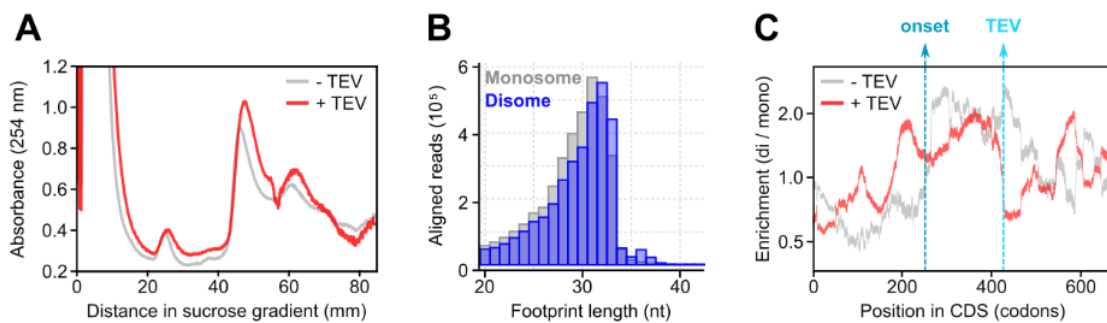 A
Absorbance (254 nm)
1.2
1.0
0.8
0.6
0.4
0.2
- TEV
+ TEV
0
20
40
60
80
Distance in sucrose gradient (mm)
B
Aligned reads (10⁵)
6
4
2
0
Monosome
Disome
20
30
40
Footprint length (nt)
C
onset
TEV
Enrichment (di / mono)
2.0
1.0
0.5
- TEV
+ TEV
0
200
400
600
Position in CDS (codons)